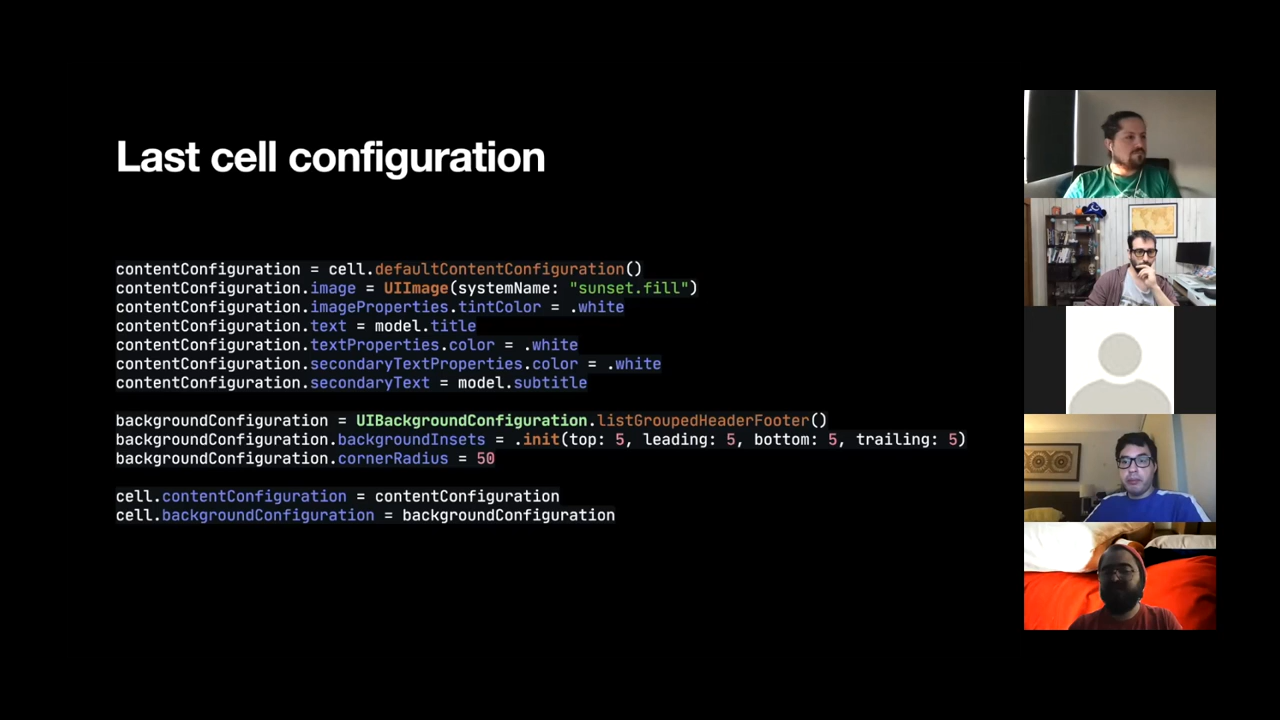 Last cell configuration
contentConfiguration = cell.defaultContentConfiguration()
contentConfiguration.image = UIImage(systemName: "sunset.fill")
contentConfiguration.imageProperties.tintColor = .white
contentConfiguration.text = model.title
contentConfiguration.textProperties.color = .white
contentConfiguration.secondaryTextProperties.color = .white
contentConfiguration.secondaryText = model.subtitle
backgroundConfiguration = UIBackgroundConfiguration.listGroupedHeaderFooter()
backgroundConfiguration.backgroundInsets = .init(top: 5, leading: 5, bottom: 5, trailing: 5)
backgroundConfiguration.cornerRadius = 50
cell.contentConfiguration = contentConfiguration
cell.backgroundConfiguration = backgroundConfiguration